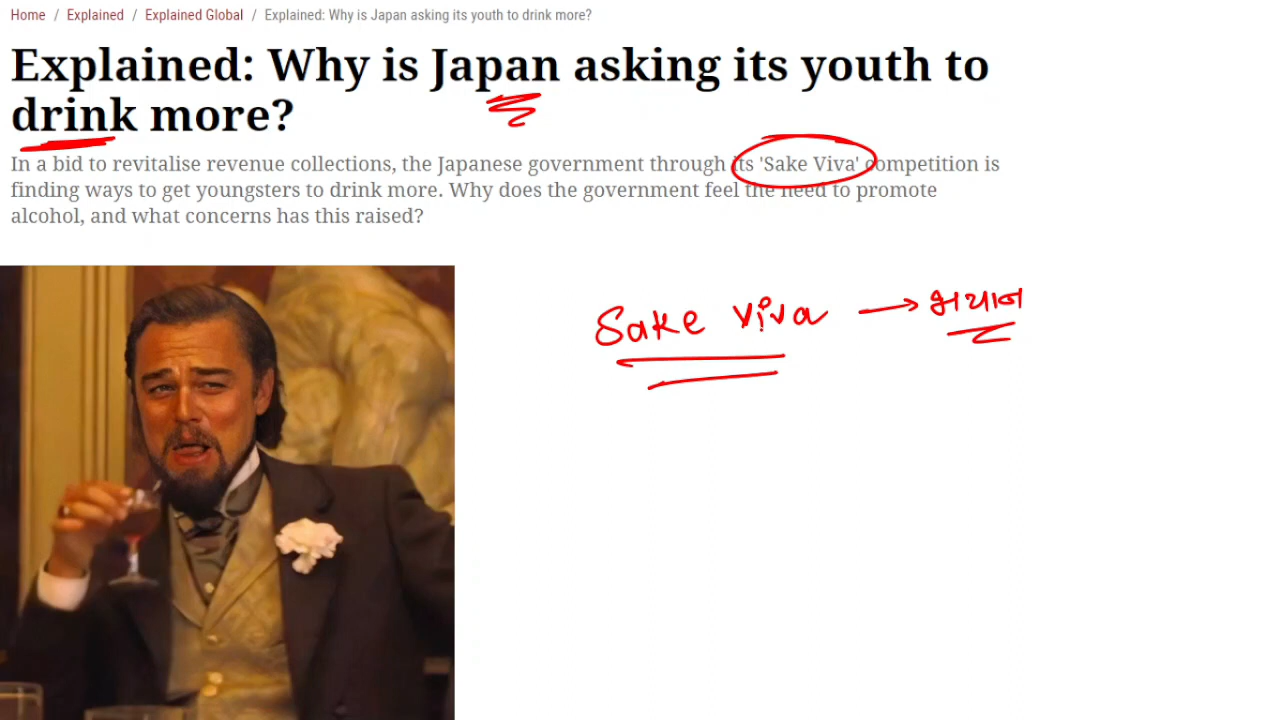 Home / Explained / Explained Global / Explained: Why is Japan asking its youth to drink more?
Explained: Why is Japan asking its youth to
drink more?
In a bid to revitalise revenue collections, the Japanese government through its 'Sake Viva' competition is
finding ways to get youngsters to drink more. Why does the government feel the need to promote
alcohol, and what concerns has this raised?
Sake Viva →